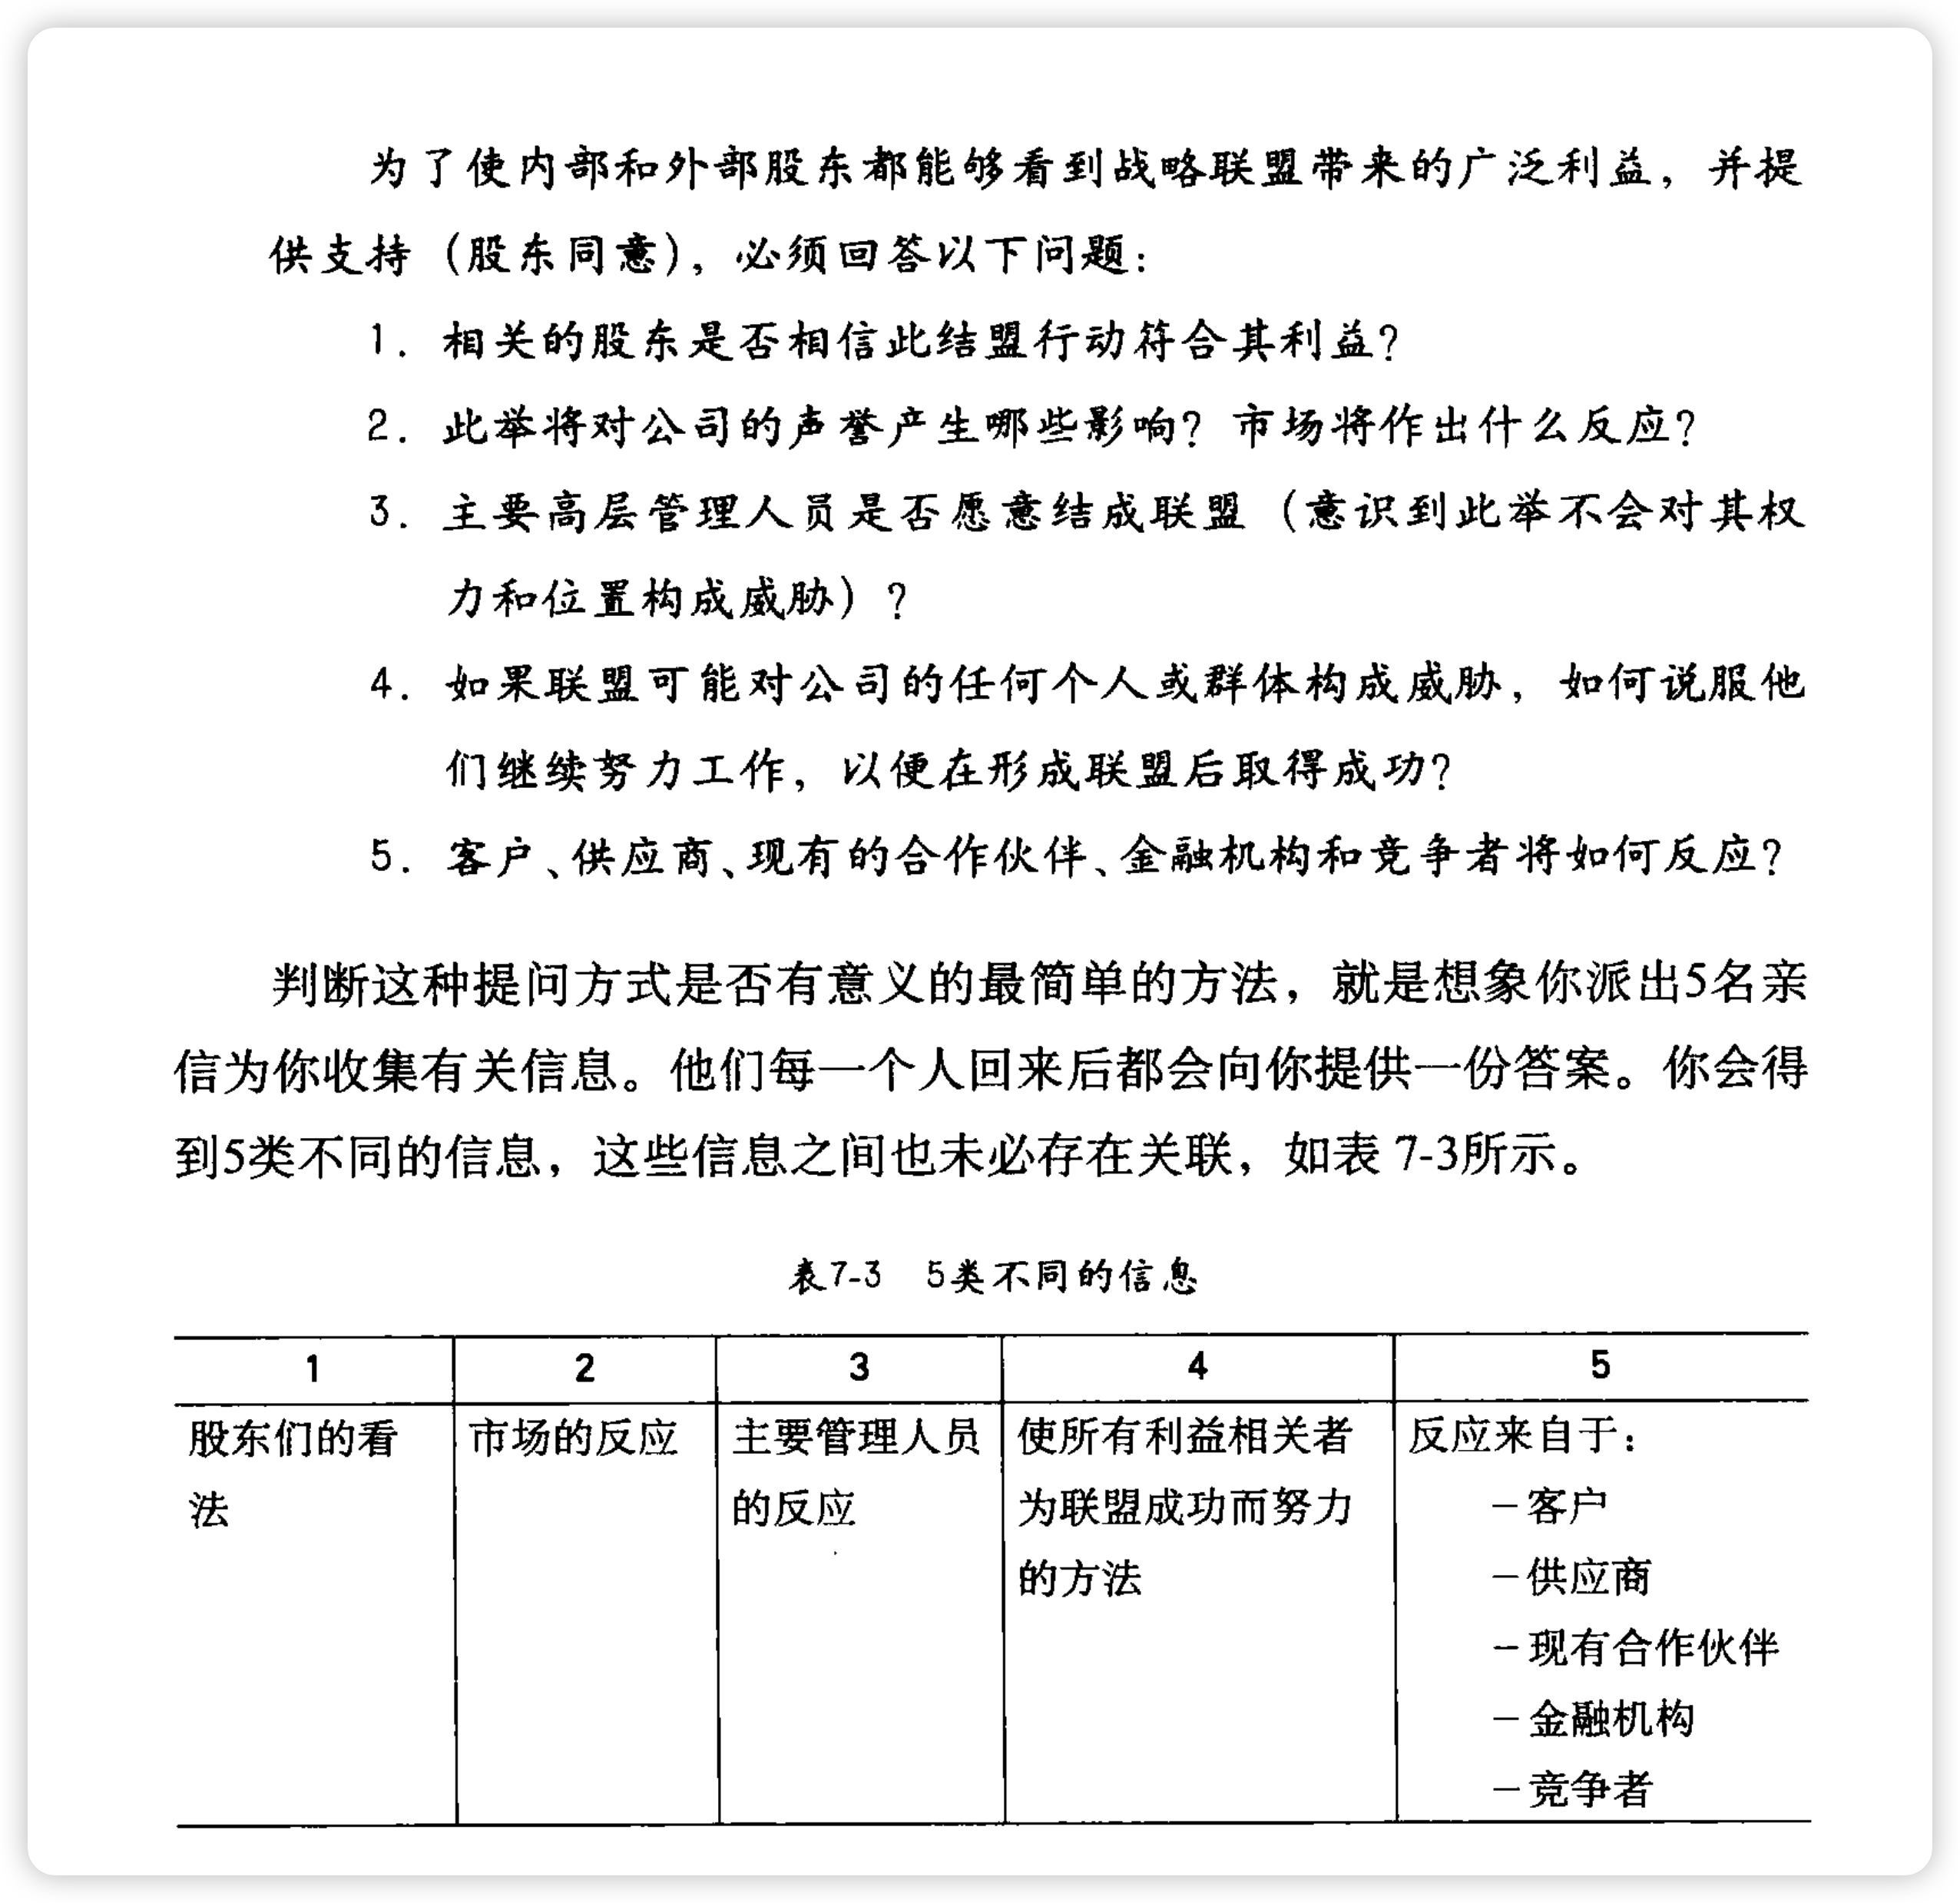 为了使内部和外部股东都能够看到战略联盟带来的广泛利益，并提
供支持（股东同意），必须回答以下问题：
1. 相关的股东是否相信此结盟行动符合其利益？
2. 此举将对公司的声誉产生哪些影响？市场将作出什么反应？
3. 主要高层管理人员是否愿意结成联盟（意识到此举不会对其权
力和位置构成威胁）？
4. 如果联盟可能对公司的任何个人或群体构成威胁，如何说服他
们继续努力工作，以便在形成联盟后取得成功？
5. 客户、供应商、现有的合作伙伴、金融机构和竞争者将如何反应？
判断这种提问方式是否有意义的最简单的方法，就是想象你派出5名亲
信为你收集有关信息。他们每一个人回来后都会向你提供一份答案。你会得
到5类不同的信息，这些信息之间也未必存在关联，如表 7-3所示。
表7-3 5类不同的信息
1 2 3 4 5
股东们的看 市场的反应 主要管理人员 使所有利益相关者 反应来自于：
法 的反应 为联盟成功而努力 －客户
的方法 －供应商
－现有合作伙伴
－金融机构
－竞争者